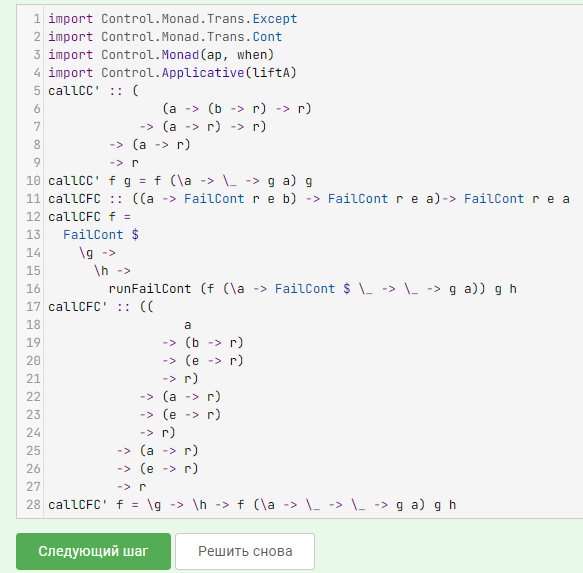 1 import Control.Monad.Trans.Except
2 import Control.Monad.Trans.Cont
3 import Control.Monad(ap, when)
4 import Control.Applicative(liftA)
5 callCC' :: (
6               (a -> (b -> r) -> r)
7            -> (a -> r) -> r)
8        -> (a -> r)
9        -> r
10 callCC' f g = f (\a -> \_ -> g a) g
11 callCFC :: ((a -> FailCont r e b) -> FailCont r e a)-> FailCont r e a
12 callCFC f =
13   FailCont $
14     \g ->
15       \h ->
16         runFailCont (f (\a -> FailCont $ \_ -> \_ -> g a)) g h
17 callCFC' :: ((
18                  a
19               -> (b -> r)
20               -> (e -> r)
21               -> r)
22            -> (a -> r)
23            -> (e -> r)
24            -> r)
25         -> (a -> r)
26         -> (e -> r)
27         -> r
28 callCFC' f = \g -> \h -> f (\a -> \_ -> \_ -> g a) g h
Следующий шаг
Решить снова